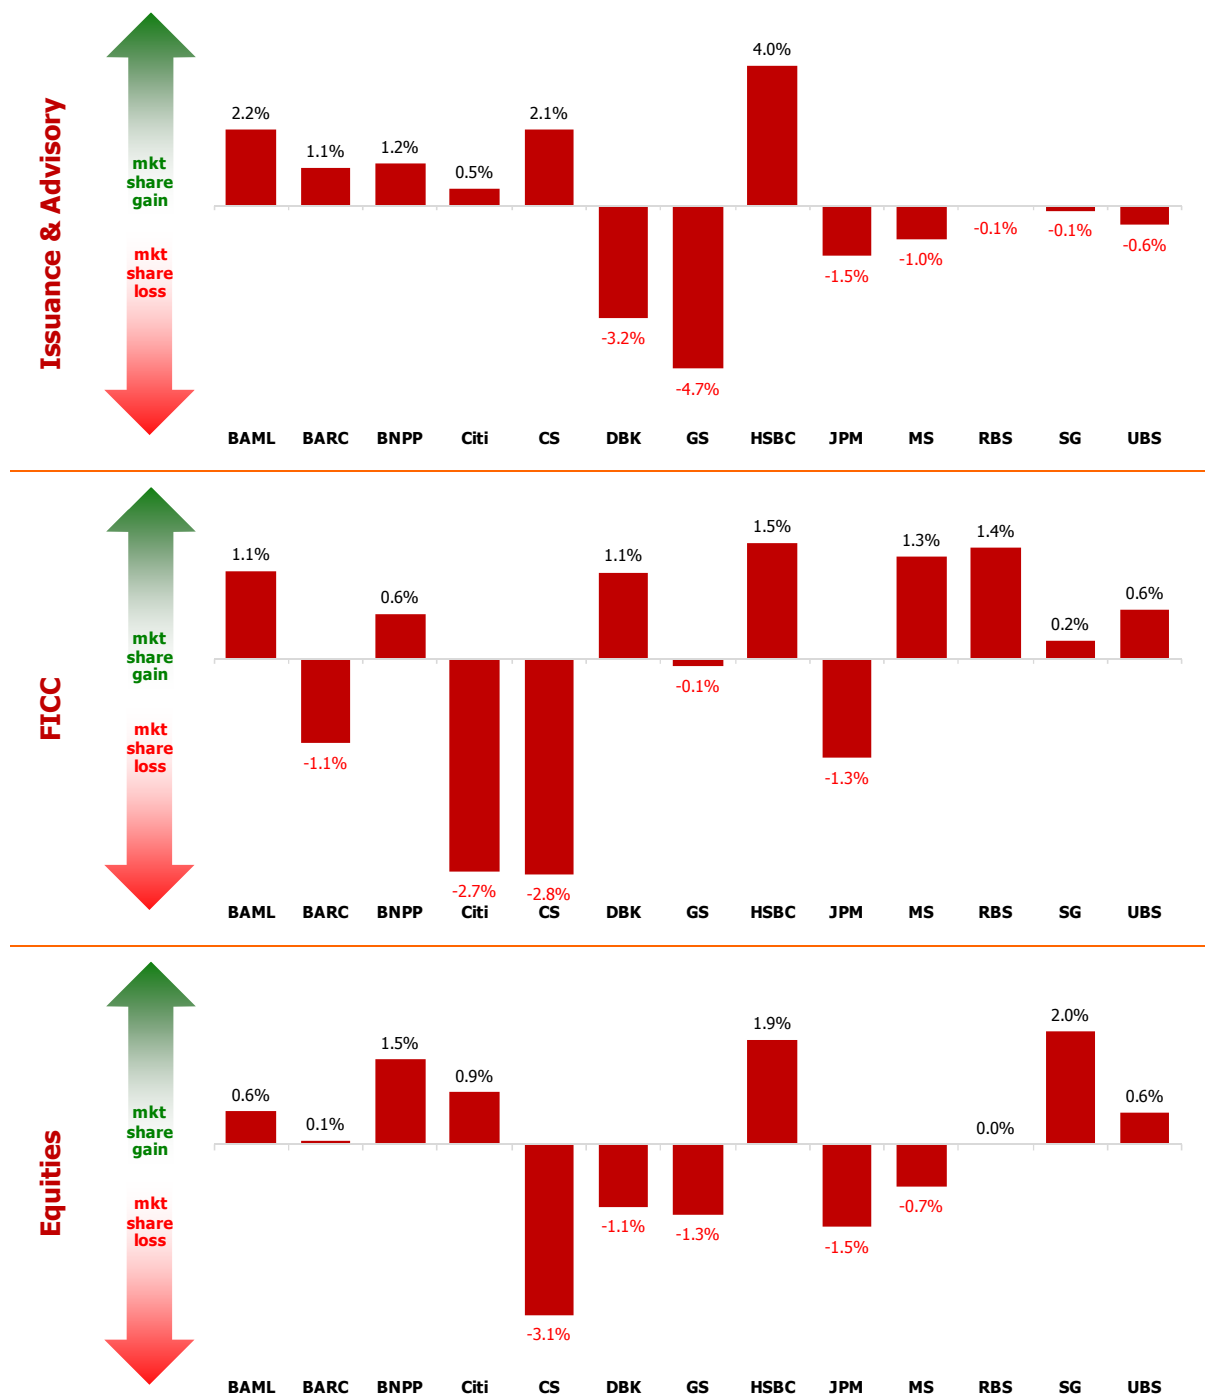 Issuance & Advisory
mkt
share
gain
mkt
share
loss
2.2%
1.1%
1.2%
0.5%
2.1%
-3.2%
-4.7%
4.0%
-1.5%
-1.0%
-0.1%
-0.1%
-0.6%
BAML BARC BNPP Citi CS DBK GS HSBC JPM MS RBS SG UBS
FICC
mkt
share
gain
mkt
share
loss
1.1%
-1.1%
0.6%
-2.7%
-2.8%
1.1%
-0.1%
1.5%
-1.3%
1.3%
1.4%
0.2%
0.6%
BAML BARC BNPP Citi CS DBK GS HSBC JPM MS RBS SG UBS
Equities
mkt
share
gain
mkt
share
loss
0.6%
0.1%
1.5%
0.9%
-3.1%
-1.1%
-1.3%
1.9%
-1.5%
-0.7%
0.0%
2.0%
0.6%
BAML BARC BNPP Citi CS DBK GS HSBC JPM MS RBS SG UBS